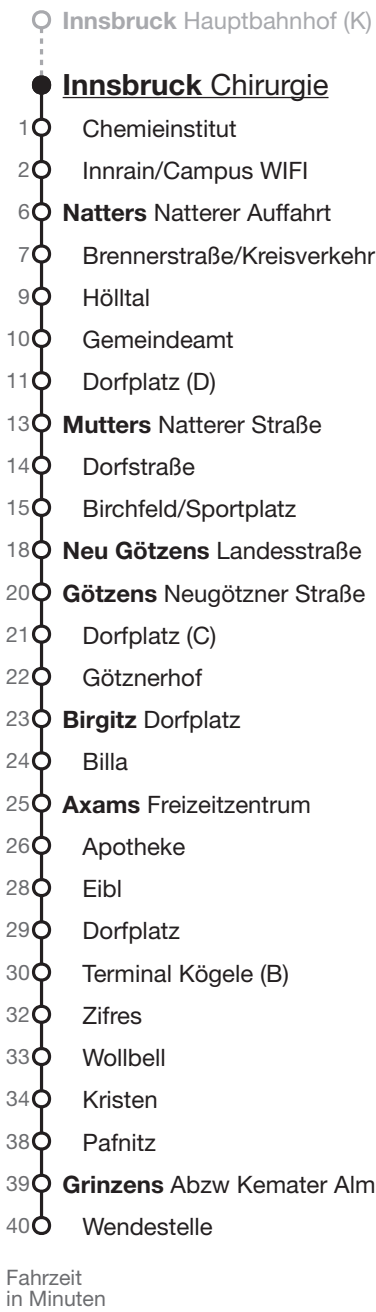 Innsbruck Hauptbahnhof (K)
Innsbruck Chirurgie
1 Chemieinstitut
2 Innrain/Campus WIFI
6 Natters Natterer Auffahrt
7 Brennerstraße/Kreisverkehr
9 Hölltal
10 Gemeindeamt
11 Dorfplatz (D)
13 Mutters Natterer Straße
14 Dorfstraße
15 Birchfeld/Sportplatz
18 Neu Götzens Landesstraße
20 Götzens Neugötzner Straße
21 Dorfplatz (C)
22 Götznerhof
23 Birgitz Dorfplatz
24 Billa
25 Axams Freizeitzentrum
26 Apotheke
28 Eibl
29 Dorfplatz
30 Terminal Kögele (B)
32 Zifres
33 Wollbell
34 Kristen
38 Pafnitz
39 Grinzens Abzw Kemater Alm
40 Wendestelle
Fahrzeit
in Minuten